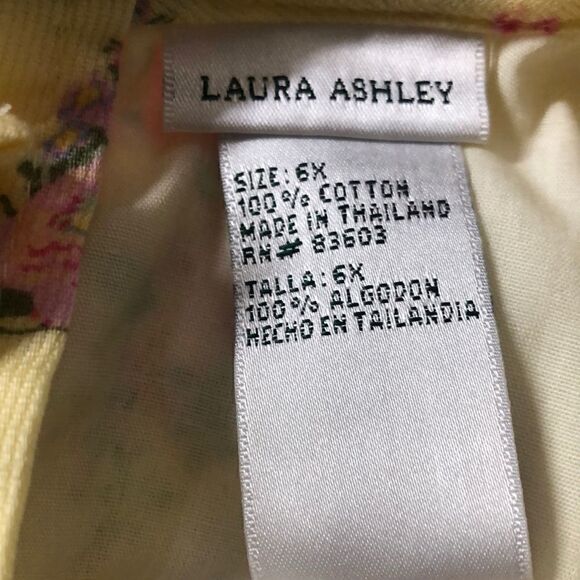 LAURA ASHLEY
SIZE: 6X
100% COTTON
MADE IN THAILAND
RN# 83603
TALLA: 6X
100% ALGODON
HECHO EN TAILANDIA